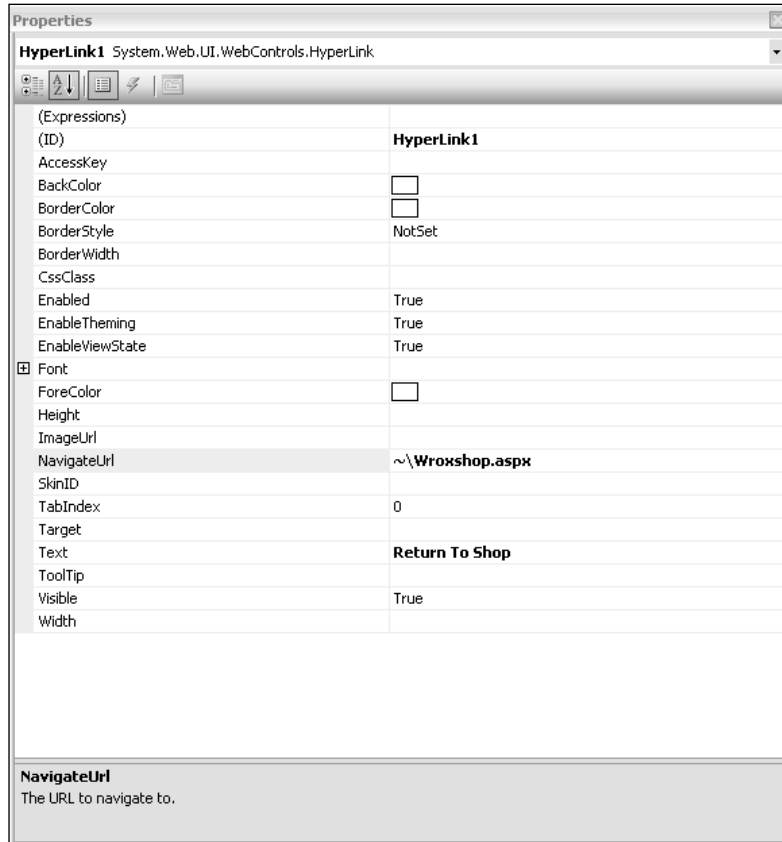 Properties
HyperLink1 System.Web.UI.WebControls.HyperLink
(Expressions)
(ID) HyperLink1
AccessKey
BackColor
BorderColor
BorderStyle NotSet
BorderWidth
CssClass
Enabled True
EnableTheming True
EnableViewState True
Font
ForeColor
Height
ImageUrl
NavigateUrl ~\Wroxshop.aspx
SkinID
TabIndex 0
Target
Text Return To Shop
ToolTip
Visible True
Width
NavigateUrl
The URL to navigate to.